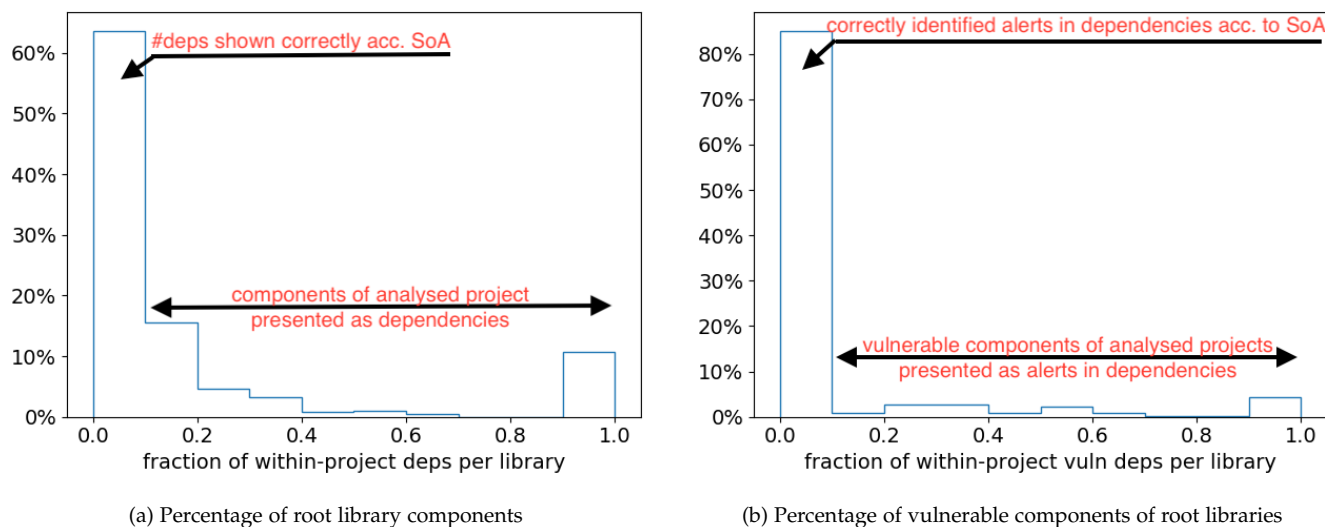 60%
50%
40%
30%
20%
10%
0%
#deps shown correctly acc. SoA
components of analysed project
presented as dependencies
0.0 0.2 0.4 0.6 0.8 1.0
fraction of within-project deps per library
(a) Percentage of root library components
80%
70%
60%
50%
40%
30%
20%
10%
0%
correctly identified alerts in dependencies acc. to SoA
vulnerable components of analysed projects
presented as alerts in dependencies
0.0 0.2 0.4 0.6 0.8 1.0
fraction of within-project vuln deps per library
(b) Percentage of vulnerable components of root libraries